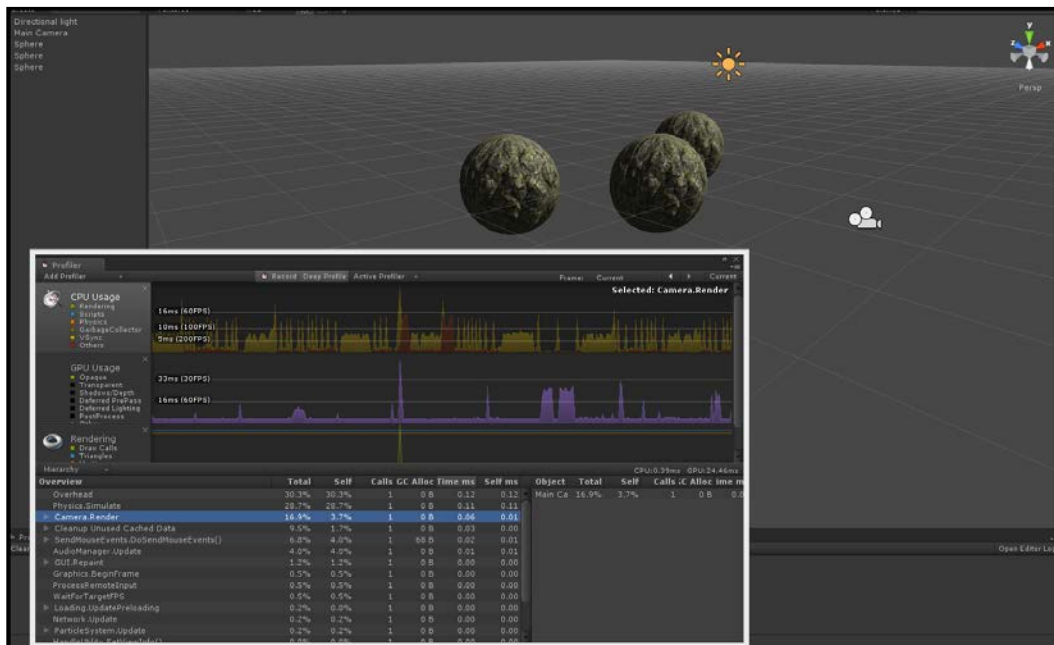 Directional light
Main Camera
Sphere
Sphere
Sphere
y
z
x
Persp
Profiler
Add Profiler
Record Deep Profile Active Profiler
Frame: Current
Current
CPU Usage
Rendering
Scripts
Physics
GarbageCollector
VSync
Others
Selected: Camera.Render
16ms (60FPS)
10ms (100FPS)
5ms (200FPS)
GPU Usage
Opaque
Transparent
Shadows/Depth
Deferred PrePass
Deferred Lighting
PostProcess
33ms (30FPS)
16ms (60FPS)
Rendering
Draw Calls
Triangles
Hierarchy
CPU:0.39ms GPU:24.46ms
Overview Total Self Calls GC Alloc Time ms Self ms
Overhead 30.3% 30.3% 1 0 B 0.12 0.12
Physics.Simulate 28.7% 28.7% 1 0 B 0.11 0.11
Camera.Render 16.9% 3.7% 1 0 B 0.06 0.01
Cleanup Unused Cached Data 9.5% 1.7% 1 0 B 0.03 0.00
SendMouseEvents.DoSendMouseEvents() 6.8% 4.0% 1 68 B 0.02 0.01
AudioManager.Update 4.0% 4.0% 1 0 B 0.01 0.01
GUI.Repaint 1.2% 1.2% 1 0 B 0.00 0.00
Graphics.BeginFrame 0.5% 0.5% 1 0 B 0.00 0.00
ProcessRemoteInput 0.5% 0.5% 1 0 B 0.00 0.00
WaitForTargetFPS 0.5% 0.5% 1 0 B 0.00 0.00
Loading.UpdatePreloading 0.2% 0.0% 1 0 B 0.00 0.00
Network.Update 0.2% 0.2% 1 0 B 0.00 0.00
ParticleSystem.Update 0.2% 0.2% 1 0 B 0.00 0.00
Object Total Self Calls Alloc
Main Ca 16.9% 3.7% 1 0 B
Open Editor Log